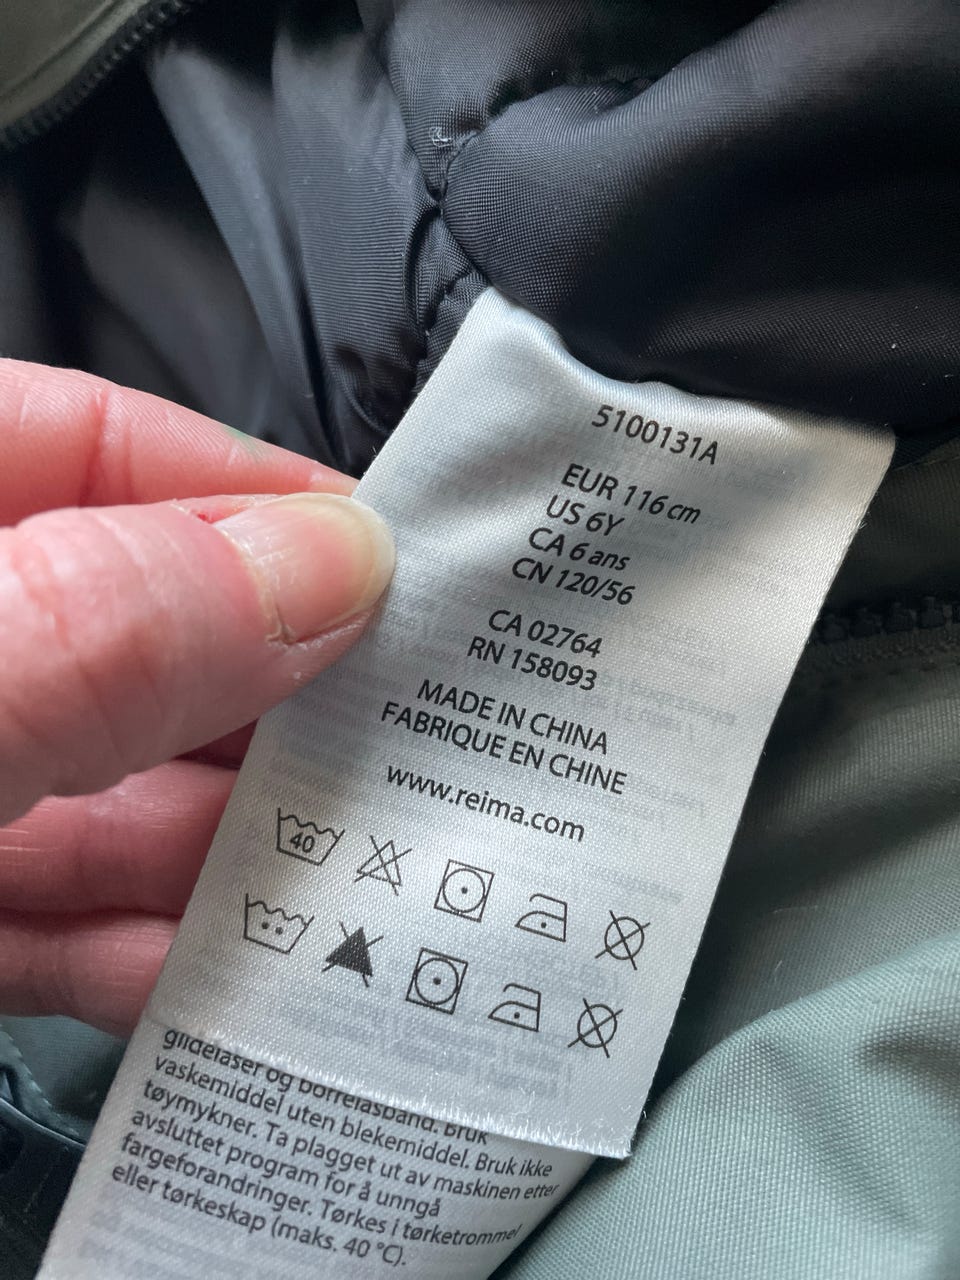 5100131A
EUR 116 cm
US 6Y
CA 6 ans
CN 120/56
CA 02764
RN 158093
MADE IN CHINA
FABRIQUE EN CHINE
www.reima.com
40
glidelåser og borrelåsbånd. Bruk
vaskemiddel uten blekemiddel. Bruk ikke
tøymykner. Ta plagget ut av maskinen etter
avsluttet program for å unngå
fargeforandringer. Tørkes i tørketrommel
eller tørkeskap (maks. 40 °C).